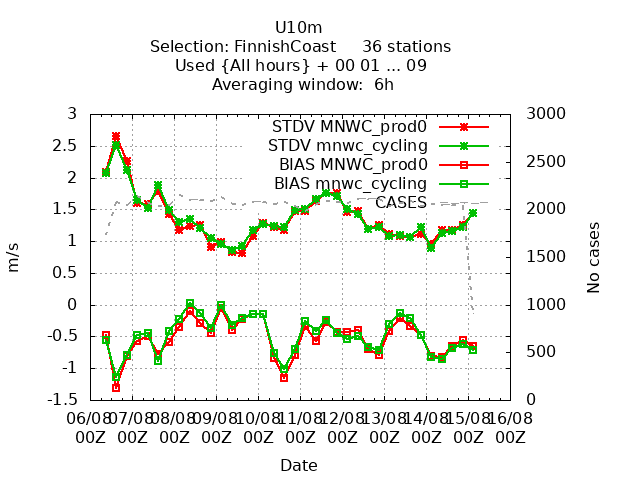 U10m
Selection: FinnishCoast 36 stations
Used {All hours} + 00 01 ... 09
Averaging window: 6h
3 3000
2.5 2500
2 2000
1.5 1500
1 1000
0.5 500
0 0
-0.5
-1
-1.5
STDV MNWC_prod0
STDV mnwc_cycling
BIAS MNWC_prod0
BIAS mnwc_cycling
CASES
m/s
No cases
06/08 07/08 08/08 09/08 10/08 11/08 12/08 13/08 14/08 15/08 16/08
00Z 00Z 00Z 00Z 00Z 00Z 00Z 00Z 00Z 00Z 00Z
Date